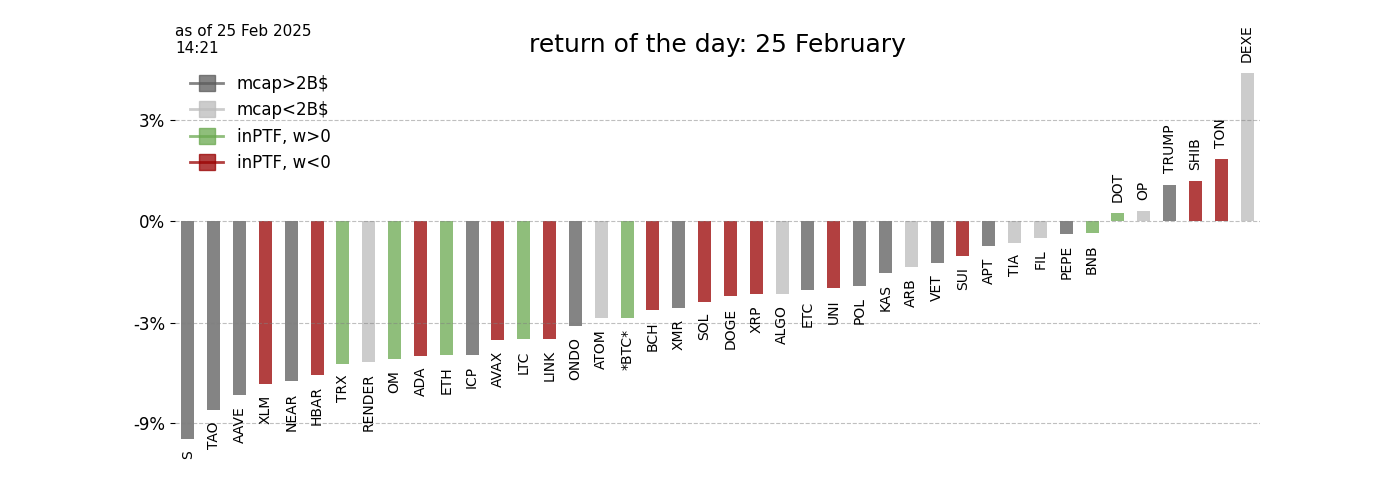 as of 25 Feb 2025
14:21
return of the day: 25 February
mcap>2B$
mcap<2B$
inPTF, w>0
inPTF, w<0
3%
0%
-3%
-9%
S
TAO
AAVE
XLM
NEAR
HBAR
TRX
RENDER
OM
ADA
ETH
ICP
AVAX
LTC
LINK
ONDO
ATOM
*BTC*
BCH
XMR
SOL
DOGE
XRP
ALGO
ETC
UNI
POL
KAS
ARB
VET
SUI
APT
TIA
FIL
PEPE
BNB
DOT
OP
TRUMP
SHIB
TON
DEXE